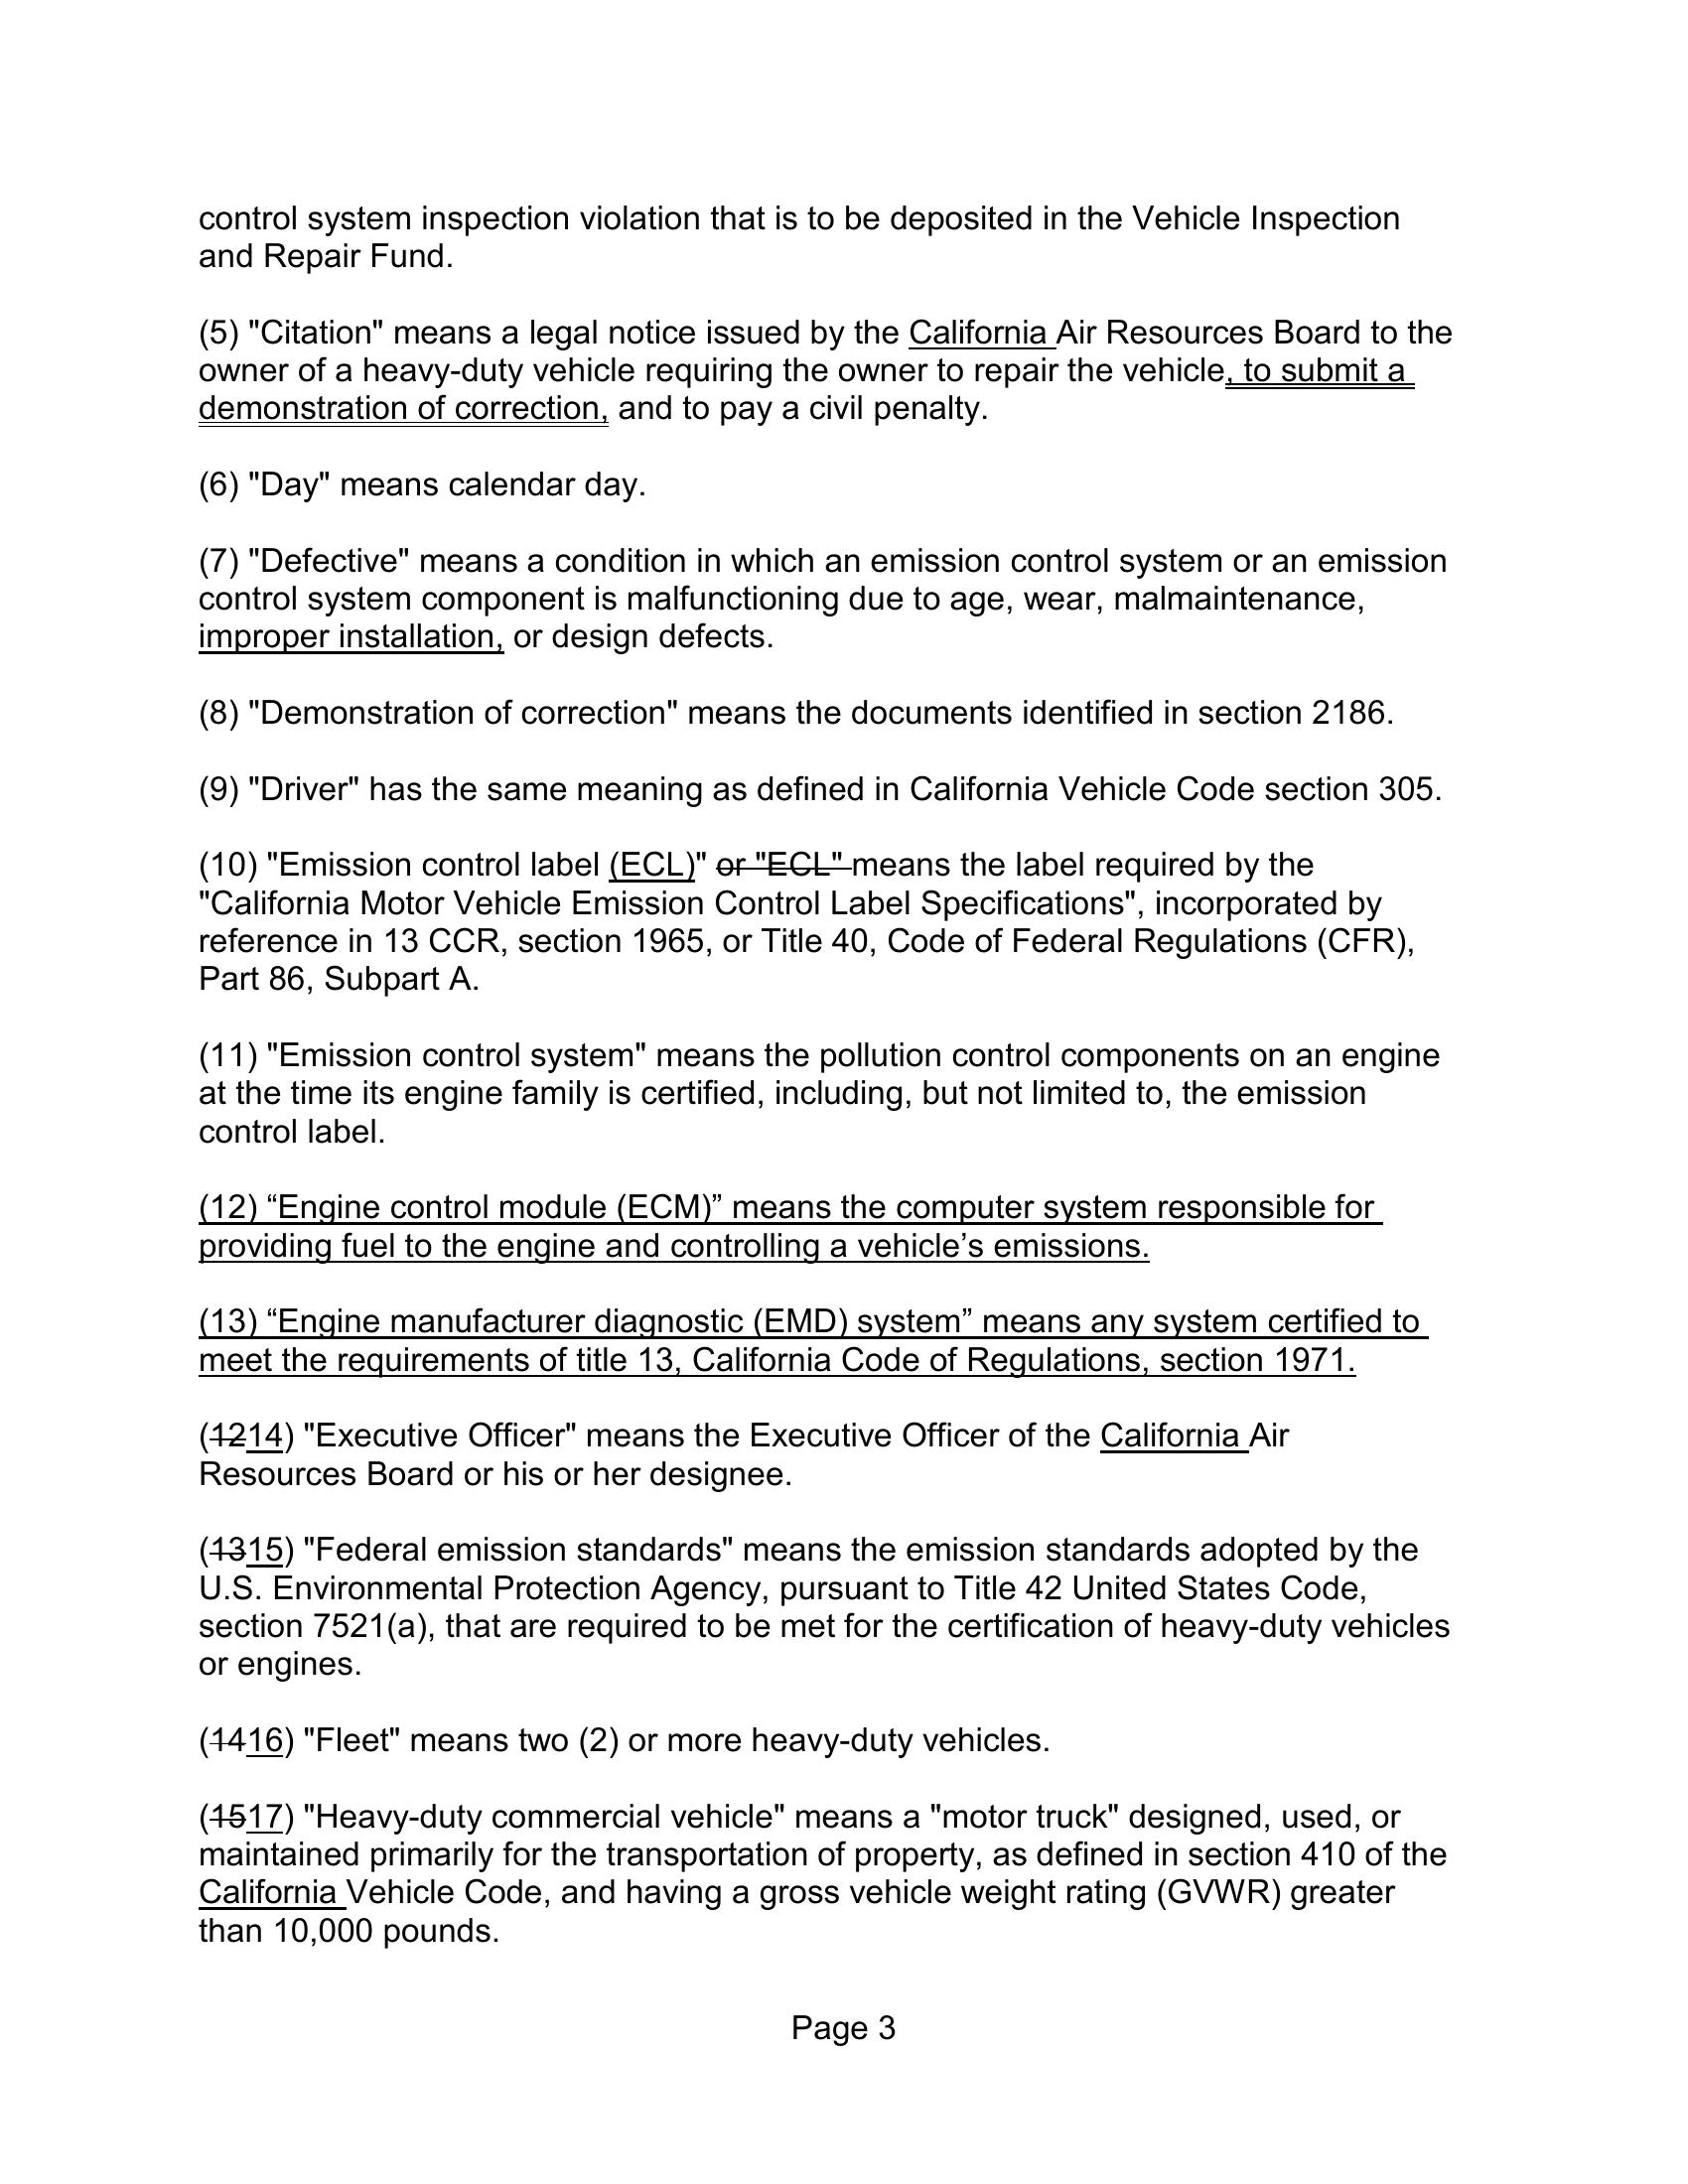 control system inspection violation that is to be deposited in the Vehicle Inspection
and Repair Fund.
(5) "Citation" means a legal notice issued by the California Air Resources Board to the
owner of a heavy-duty vehicle requiring the owner to repair the vehicle, to submit a
demonstration of correction, and to pay a civil penalty.
(6) "Day" means calendar day.
(7) "Defective" means a condition in which an emission control system or an emission
control system component is malfunctioning due to age, wear, malmaintenance,
improper installation, or design defects.
(8) "Demonstration of correction" means the documents identified in section 2186.
(9) "Driver" has the same meaning as defined in California Vehicle Code section 305.
(10) "Emission control label (ECL)" or "ECL" means the label required by the
"California Motor Vehicle Emission Control Label Specifications", incorporated by
reference in 13 CCR, section 1965, or Title 40, Code of Federal Regulations (CFR),
Part 86, Subpart A.
(11) "Emission control system" means the pollution control components on an engine
at the time its engine family is certified, including, but not limited to, the emission
control label.
(12) “Engine control module (ECM)” means the computer system responsible for
providing fuel to the engine and controlling a vehicle’s emissions.
(13) “Engine manufacturer diagnostic (EMD) system” means any system certified to
meet the requirements of title 13, California Code of Regulations, section 1971.
(1214) "Executive Officer" means the Executive Officer of the California Air
Resources Board or his or her designee.
(1315) "Federal emission standards" means the emission standards adopted by the
U.S. Environmental Protection Agency, pursuant to Title 42 United States Code,
section 7521(a), that are required to be met for the certification of heavy-duty vehicles
or engines.
(1416) "Fleet" means two (2) or more heavy-duty vehicles.
(1517) "Heavy-duty commercial vehicle" means a "motor truck" designed, used, or
maintained primarily for the transportation of property, as defined in section 410 of the
California Vehicle Code, and having a gross vehicle weight rating (GVWR) greater
than 10,000 pounds.
Page 3